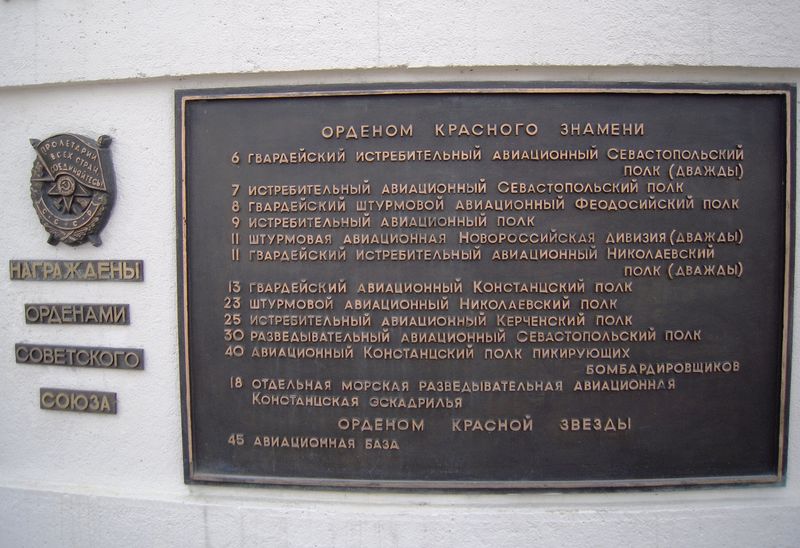 ПРОЛЕТАРИИ
ВСЕХ СТРАН
СОЕДИНЯЙТЕСЬ
СССР
НАГРАЖДЕНЫ
ОРДЕНАМИ
СОВЕТСКОГО
СОЮЗА
ОРДЕНОМ КРАСНОГО ЗНАМЕНИ
6 ГВАРДЕЙСКИЙ ИСТРЕБИТЕЛЬНЫЙ АВИАЦИОННЫЙ СЕВАСТОПОЛЬСКИЙ
ПОЛК (ДВАЖДЫ)
7 ИСТРЕБИТЕЛЬНЫЙ АВИАЦИОННЫЙ СЕВАСТОПОЛЬСКИЙ ПОЛК
8 ГВАРДЕЙСКИЙ ШТУРМОВОЙ АВИАЦИОННЫЙ ФЕОДОСИЙСКИЙ ПОЛК
9 ИСТРЕБИТЕЛЬНЫЙ АВИАЦИОННЫЙ ПОЛК
11 ШТУРМОВАЯ АВИАЦИОННАЯ НОВОРОССИЙСКАЯ ДИВИЗИЯ (ДВАЖДЫ)
11 ГВАРДЕЙСКИЙ ИСТРЕБИТЕЛЬНЫЙ АВИАЦИОННЫЙ НИКОЛАЕВСКИЙ
ПОЛК (ДВАЖДЫ)
13 ГВАРДЕЙСКИЙ АВИАЦИОННЫЙ КОНСТАНЦСКИЙ ПОЛК
23 ШТУРМОВОЙ АВИАЦИОННЫЙ НИКОЛАЕВСКИЙ ПОЛК
25 ИСТРЕБИТЕЛЬНЫЙ АВИАЦИОННЫЙ КЕРЧЕНСКИЙ ПОЛК
30 РАЗВЕДЫВАТЕЛЬНЫЙ АВИАЦИОННЫЙ СЕВАСТОПОЛЬСКИЙ ПОЛК
40 АВИАЦИОННЫЙ КОНСТАНЦСКИЙ ПОЛК ПИКИРУЮЩИХ
БОМБАРДИРОВЩИКОВ
18 ОТДЕЛЬНАЯ МОРСКАЯ РАЗВЕДЫВАТЕЛЬНАЯ АВИАЦИОННАЯ
КОНСТАНЦСКАЯ ЭСКАДРИЛЬЯ
ОРДЕНОМ КРАСНОЙ ЗВЕЗДЫ
45 АВИАЦИОННАЯ БАЗА